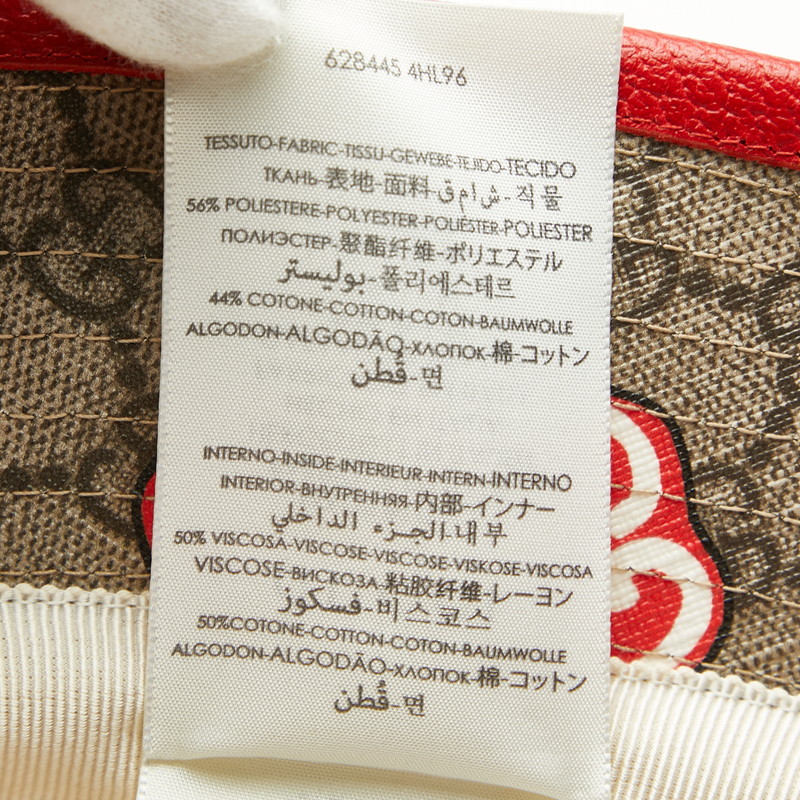 628445 4HL96
TESSUTO-FABRIC-TISSU-GEWEBE-TEJIDO-TECIDO
ТКАНЬ-表地-面料-قماش-직물
56% POLIESTERE-POLYESTER-POLIÉSTER-POLIESTER
ПОЛИЭСТЕР-聚酯纤维-ポリエステル
بوليستر-폴리에스테르
44% COTONE-COTTON-COTON-BAUMWOLLE
ALGODON-ALGODÃO-ХЛОПОК-棉-コットン
قُطن-면
INTERNO-INSIDE-INTERIEUR-INTERN-INTERNO
INTERIOR-ВНУТРЕННЯЯ-内部-インナー
الجزء الداخلي-내부
50% VISCOSA-VISCOSE-VISCOSE-VISKOSE-VISCOSA
VISCOSE-ВИСКОЗА-粘胶纤维-レーヨン
فسكوز-비스코스
50%COTONE-COTTON-COTON-BAUMWOLLE
ALGODON-ALGODÃO-ХЛОПОК-棉-コットン
قُطن-면